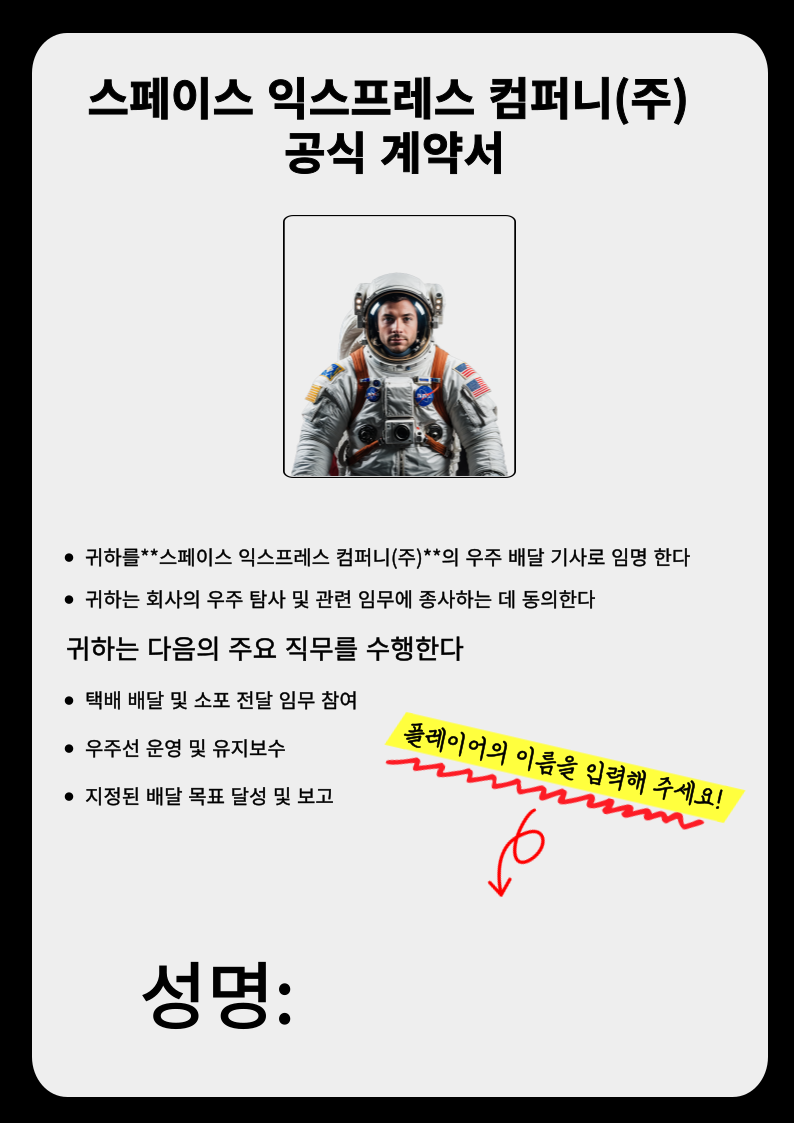 스페이스 익스프레스 컴퍼니(주)
공식 계약서
귀하를**스페이스 익스프레스 컴퍼니(주)**의 우주 배달 기사로 임명 한다
귀하는 회사의 우주 탐사 및 관련 임무에 종사하는 데 동의한다
귀하는 다음의 주요 직무를 수행한다
택배 배달 및 소포 전달 임무 참여
우주선 운영 및 유지보수
지정된 배달 목표 달성 및 보고
플레이어의 이름을 입력해 주세요!
성명: